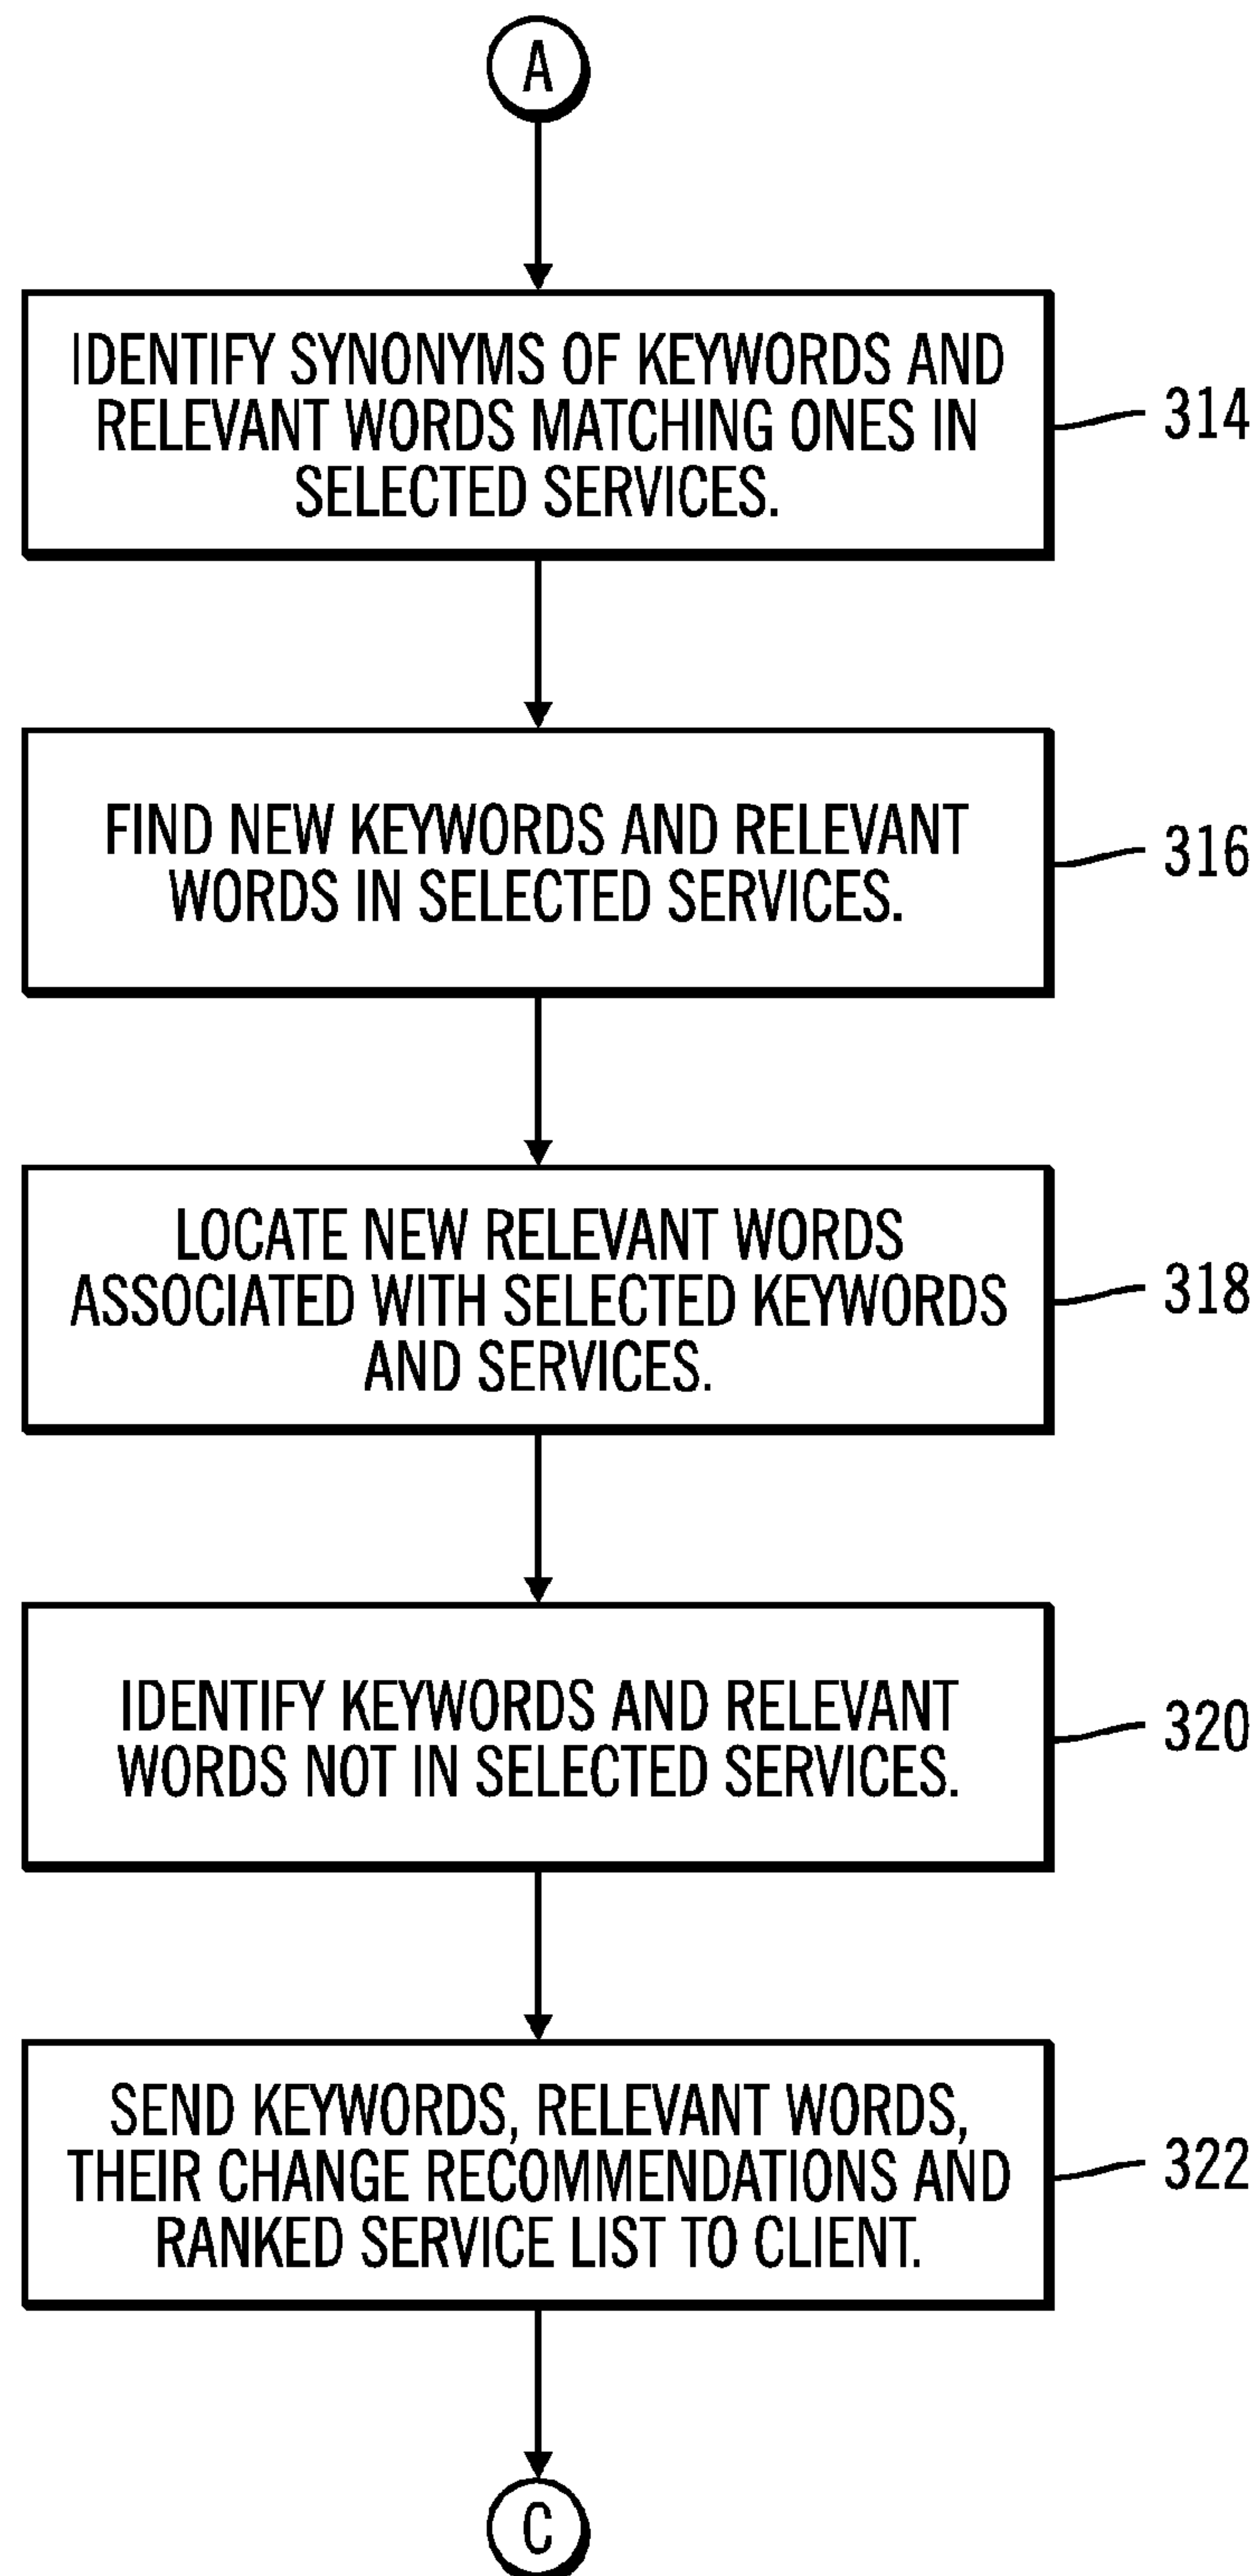 A
IDENTIFY SYNONYMS OF KEYWORDS AND
RELEVANT WORDS MATCHING ONES IN
SELECTED SERVICES.
314
FIND NEW KEYWORDS AND RELEVANT
WORDS IN SELECTED SERVICES.
316
LOCATE NEW RELEVANT WORDS
ASSOCIATED WITH SELECTED KEYWORDS
AND SERVICES.
318
IDENTIFY KEYWORDS AND RELEVANT
WORDS NOT IN SELECTED SERVICES.
320
SEND KEYWORDS, RELEVANT WORDS,
THEIR CHANGE RECOMMENDATIONS AND
RANKED SERVICE LIST TO CLIENT.
322
C